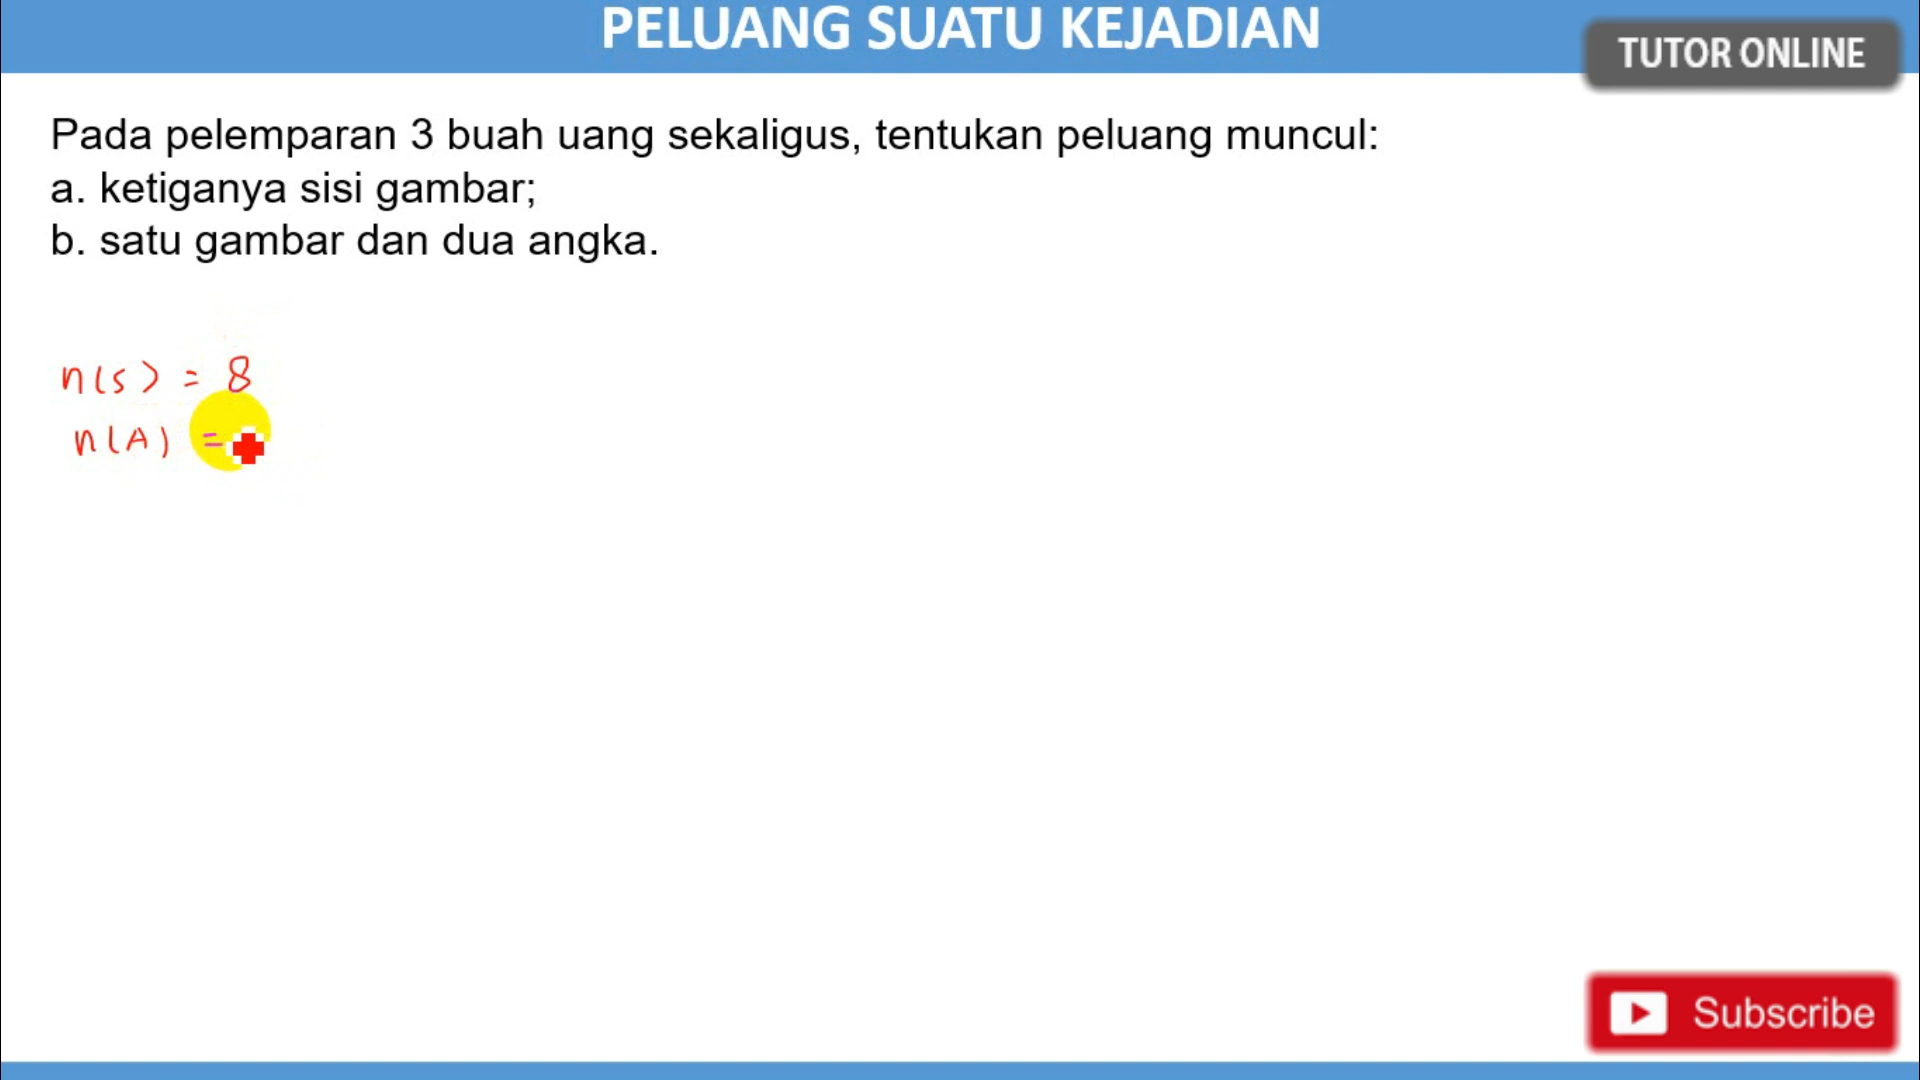 PELUANG SUATU KEJADIAN
TUTOR ONLINE
Pada pelemparan 3 buah uang sekaligus, tentukan peluang muncul:
a. ketiganya sisi gambar;
b. satu gambar dan dua angka.
n(s) = 8
n(A) =
Subscribe